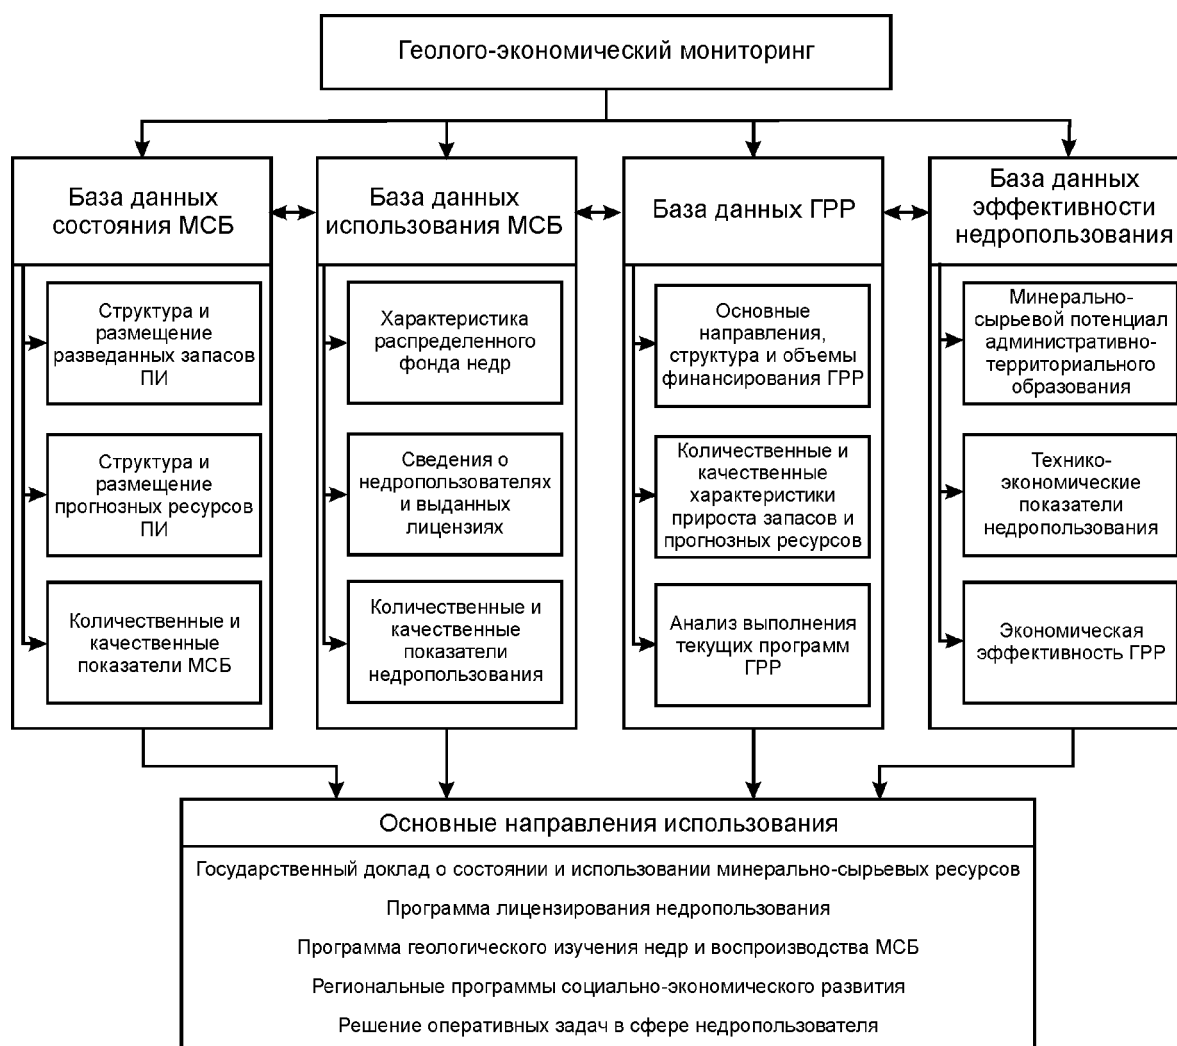 Геолого-экономический мониторинг
База данных
состояния МСБ
Структура и
размещение
разведанных запасов
ПИ
Структура и
размещение
прогнозных ресурсов
ПИ
Количественные и
качественные
показатели МСБ
База данных
использования МСБ
Характеристика
распределенного
фонда недр
Сведения о
недропользователях
и выданных
лицензиях
Количественные и
качественные
показатели
недропользования
База данных ГРР
Основные
направления,
структура и объемы
финансирования ГРР
Количественные и
качественные
характеристики
прироста запасов и
прогнозных ресурсов
Анализ выполнения
текущих программ
ГРР
База данных
эффективности
недропользования
Минерально-
сырьевой потенциал
административно-
территориального
образования
Технико-
экономические
показатели
недропользования
Экономическая
эффективность ГРР
Основные направления использования
Государственный доклад о состоянии и использовании минерально-сырьевых ресурсов
Программа лицензирования недропользования
Программа геологического изучения недр и воспроизводства МСБ
Региональные программы социально-экономического развития
Решение оперативных задач в сфере недропользователя